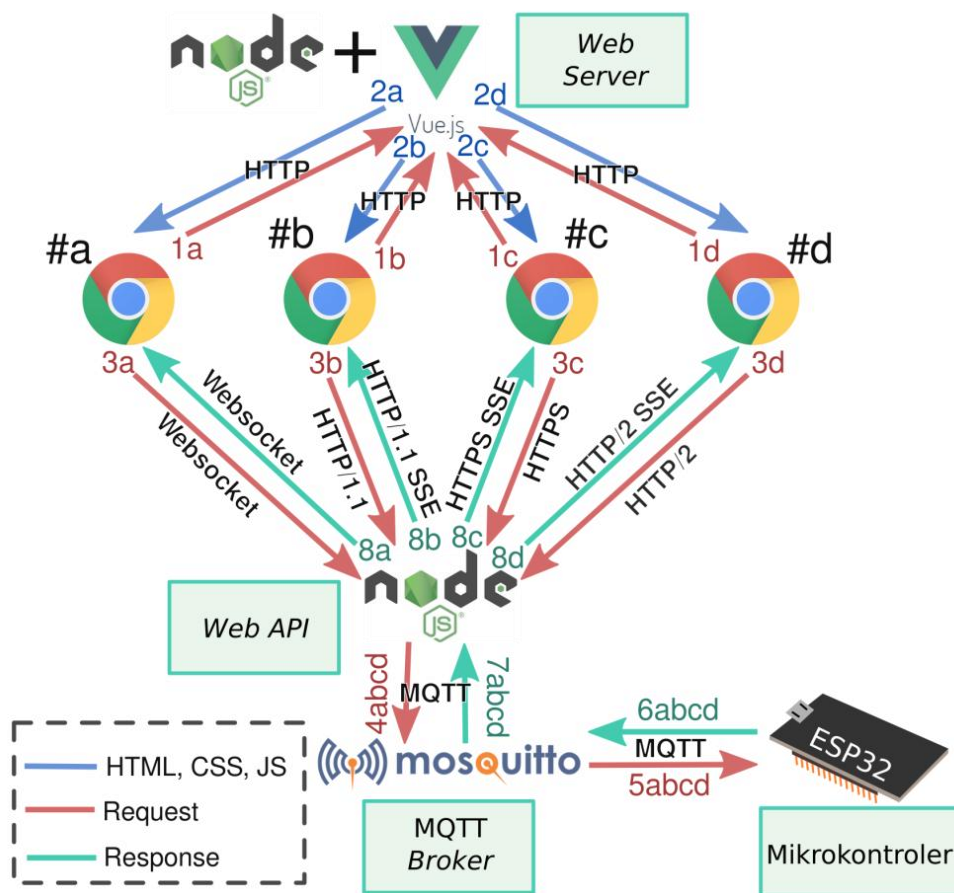 node
JS
+
Vue.js
Web
Server
2a
2d
2b
2c
HTTP
HTTP
HTTP
HTTP
#a
#b
#c
#d
1a
1b
1c
1d
3a
3b
3c
3d
Websocket
Websocket
HTTP/1.1
HTTP/1.1 SSE
HTTPS SSE
HTTPS
HTTP/2 SSE
HTTP/2
8a
8b
8c
8d
node
JS
Web API
4abcd
MQTT
7abcd
mosquitto
6abcd
MQTT
5abcd
ESP32
HTML, CSS, JS
Request
Response
MQTT
Broker
Mikrokontroler